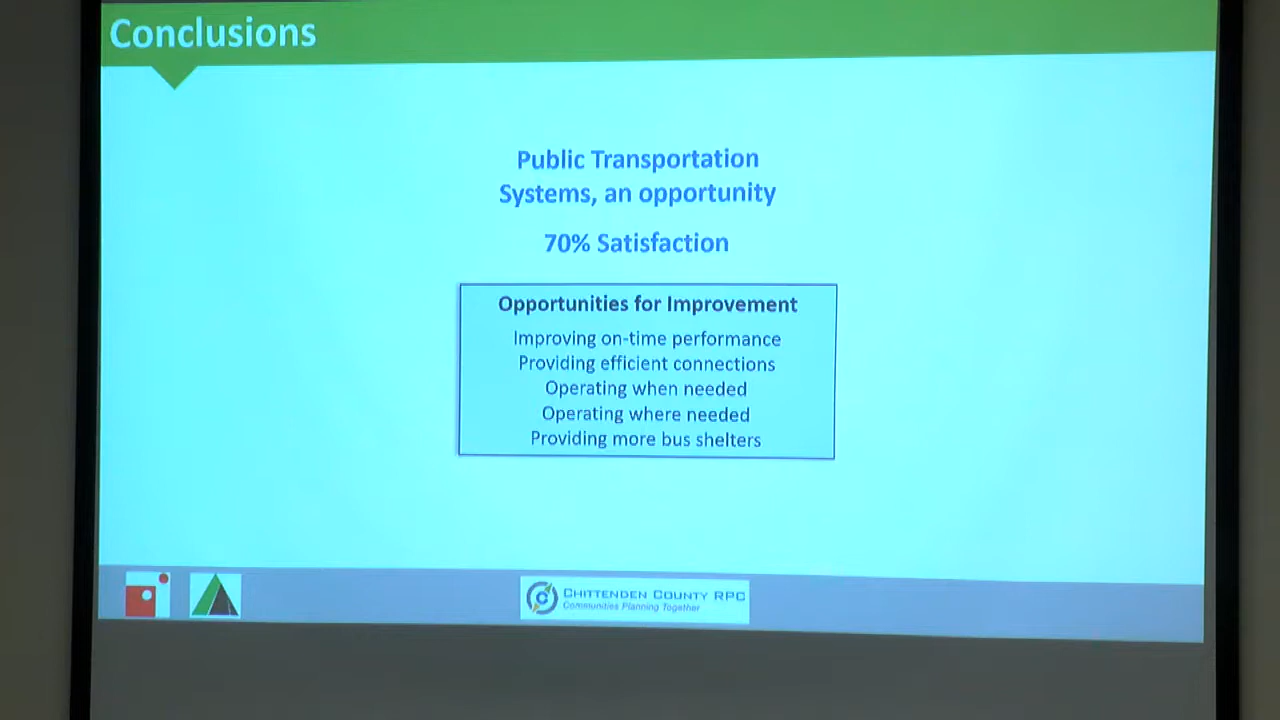 Conclusions
Public Transportation
Systems, an opportunity
70% Satisfaction
Opportunities for Improvement
Improving on-time performance
Providing efficient connections
Operating when needed
Operating where needed
Providing more bus shelters
C
CHITTENDEN COUNTY RPC
Communities Planning Together